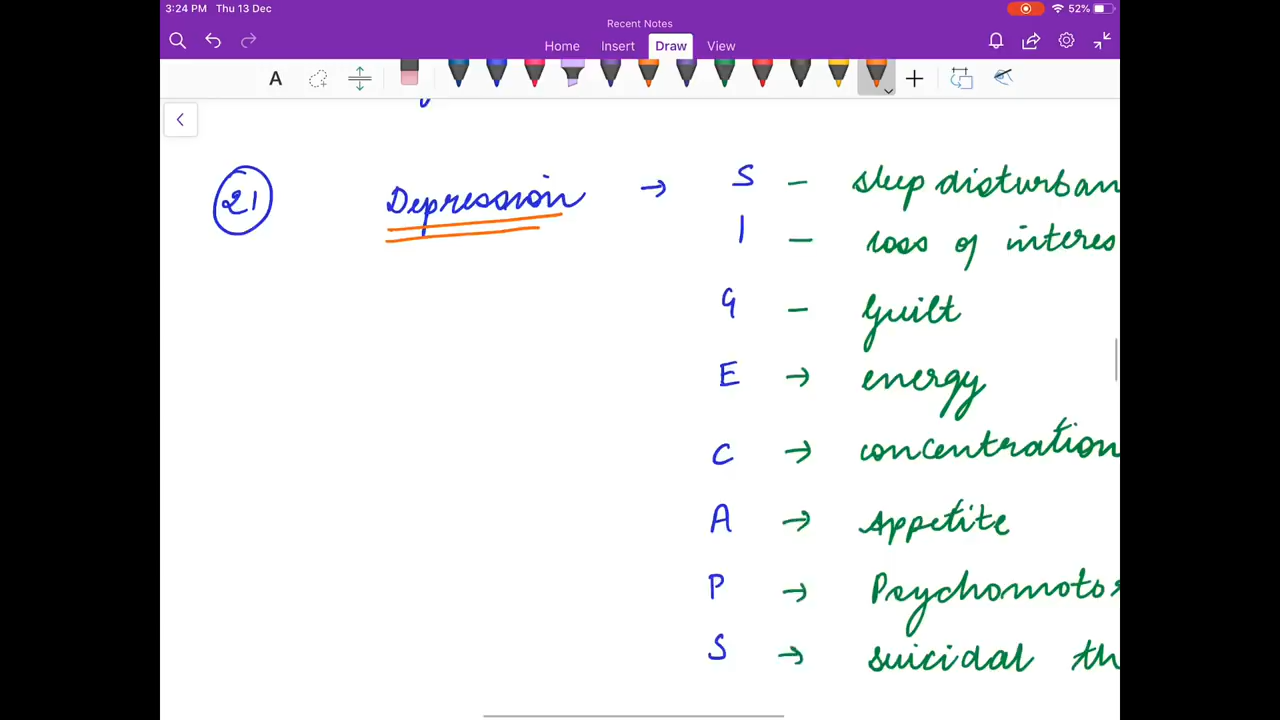 3:24 PM Thu 13 Dec
52%
Recent Notes
Home Insert Draw View
A
21 Depression → S - sleep disturban
I - loss of interes
G - Guilt
E → energy
C → concentration
A → Appetite
P → Psychomotor
S → suicidal th